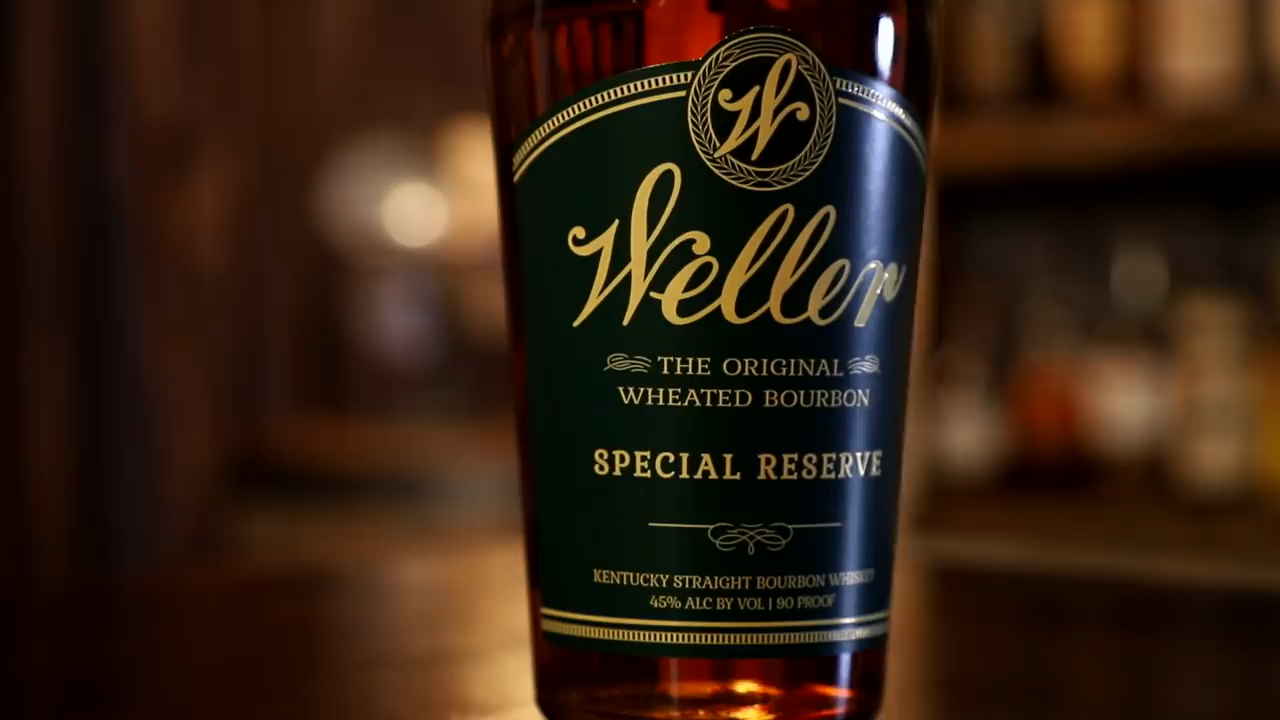 W
Weller
THE ORIGINAL
WHEATED BOURBON
SPECIAL RESERVE
KENTUCKY STRAIGHT BOURBON WHISKEY
45% ALC BY VOL | 90 PROOF